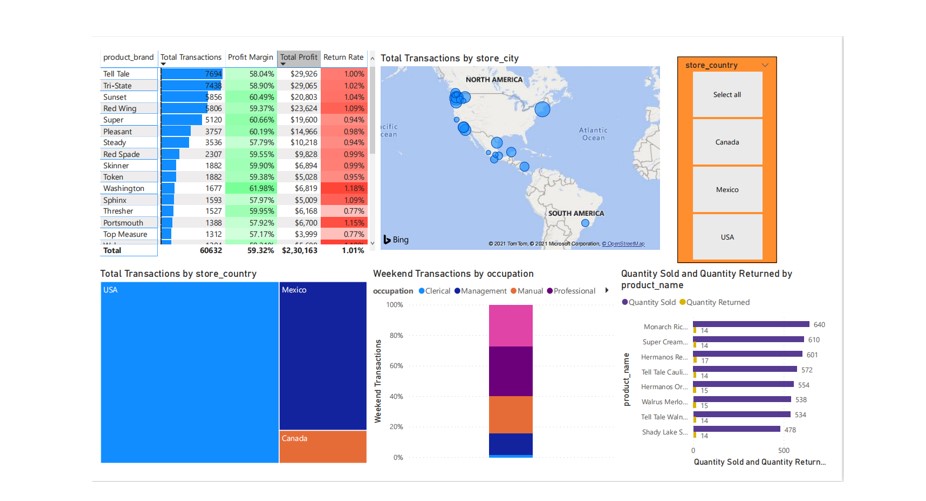 product_brand Total Transactions Profit Margin Total Profit Return Rate
Tell Tale 7694 58.04% $29,926 1.00%
Tri-State 7438 58.90% $29,065 1.02%
Sunset 5856 60.49% $20,803 1.04%
Red Wing 5806 59.37% $23,624 1.09%
Super 5120 60.66% $19,600 0.94%
Pleasant 3757 60.19% $14,966 0.98%
Steady 3536 57.79% $10,218 0.94%
Red Spade 2307 59.55% $9,828 0.99%
Skinner 1882 59.90% $6,894 0.99%
Token 1882 59.38% $5,028 0.95%
Washington 1677 61.98% $6,819 1.18%
Sphinx 1593 57.97% $5,009 1.09%
Thresher 1527 59.95% $6,168 0.77%
Portsmouth 1388 57.92% $6,700 1.15%
Top Measure 1312 57.17% $3,999 0.77%
Total 60632 59.32% $2,30,163 1.01%
Total Transactions by store_city
NORTH AMERICA
acific
cean
Atlantic
Ocean
SOUTH AMERICA
Bing
© 2021 TomTom, © 2021 Microsoft Corporation, © OpenStreetMap
store_country
Select all
Canada
Mexico
USA
Total Transactions by store_country
USA
Mexico
Canada
Weekend Transactions by occupation
occupation Clerical Management Manual Professional
Weekend Transactions
100%
80%
60%
40%
20%
0%
Quantity Sold and Quantity Returned by
product_name
Quantity Sold Quantity Returned
product_name
Monarch Ric... 640
14
Super Cream... 610
14
Hermanos Re... 601
17
Tell Tale Cauli... 572
14
Hermanos Or... 554
15
Walrus Merlo... 538
15
Tell Tale Waln... 534
14
Shady Lake S... 478
14
0 500
Quantity Sold and Quantity Return...